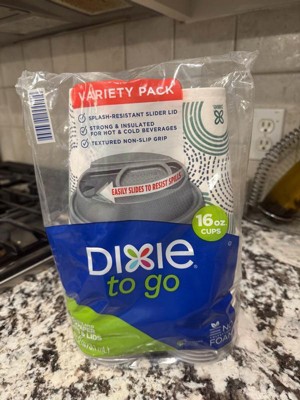 VARIETY PACK
SPLASH-RESISTANT SLIDER LID
STRONG & INSULATED
FOR HOT & COLD BEVERAGES
TEXTURED NON-SLIP GRIP
EASILY SLIDES TO RESIST SPILLS
16 oz.
CUPS
DIXIE
to go
& LIDS